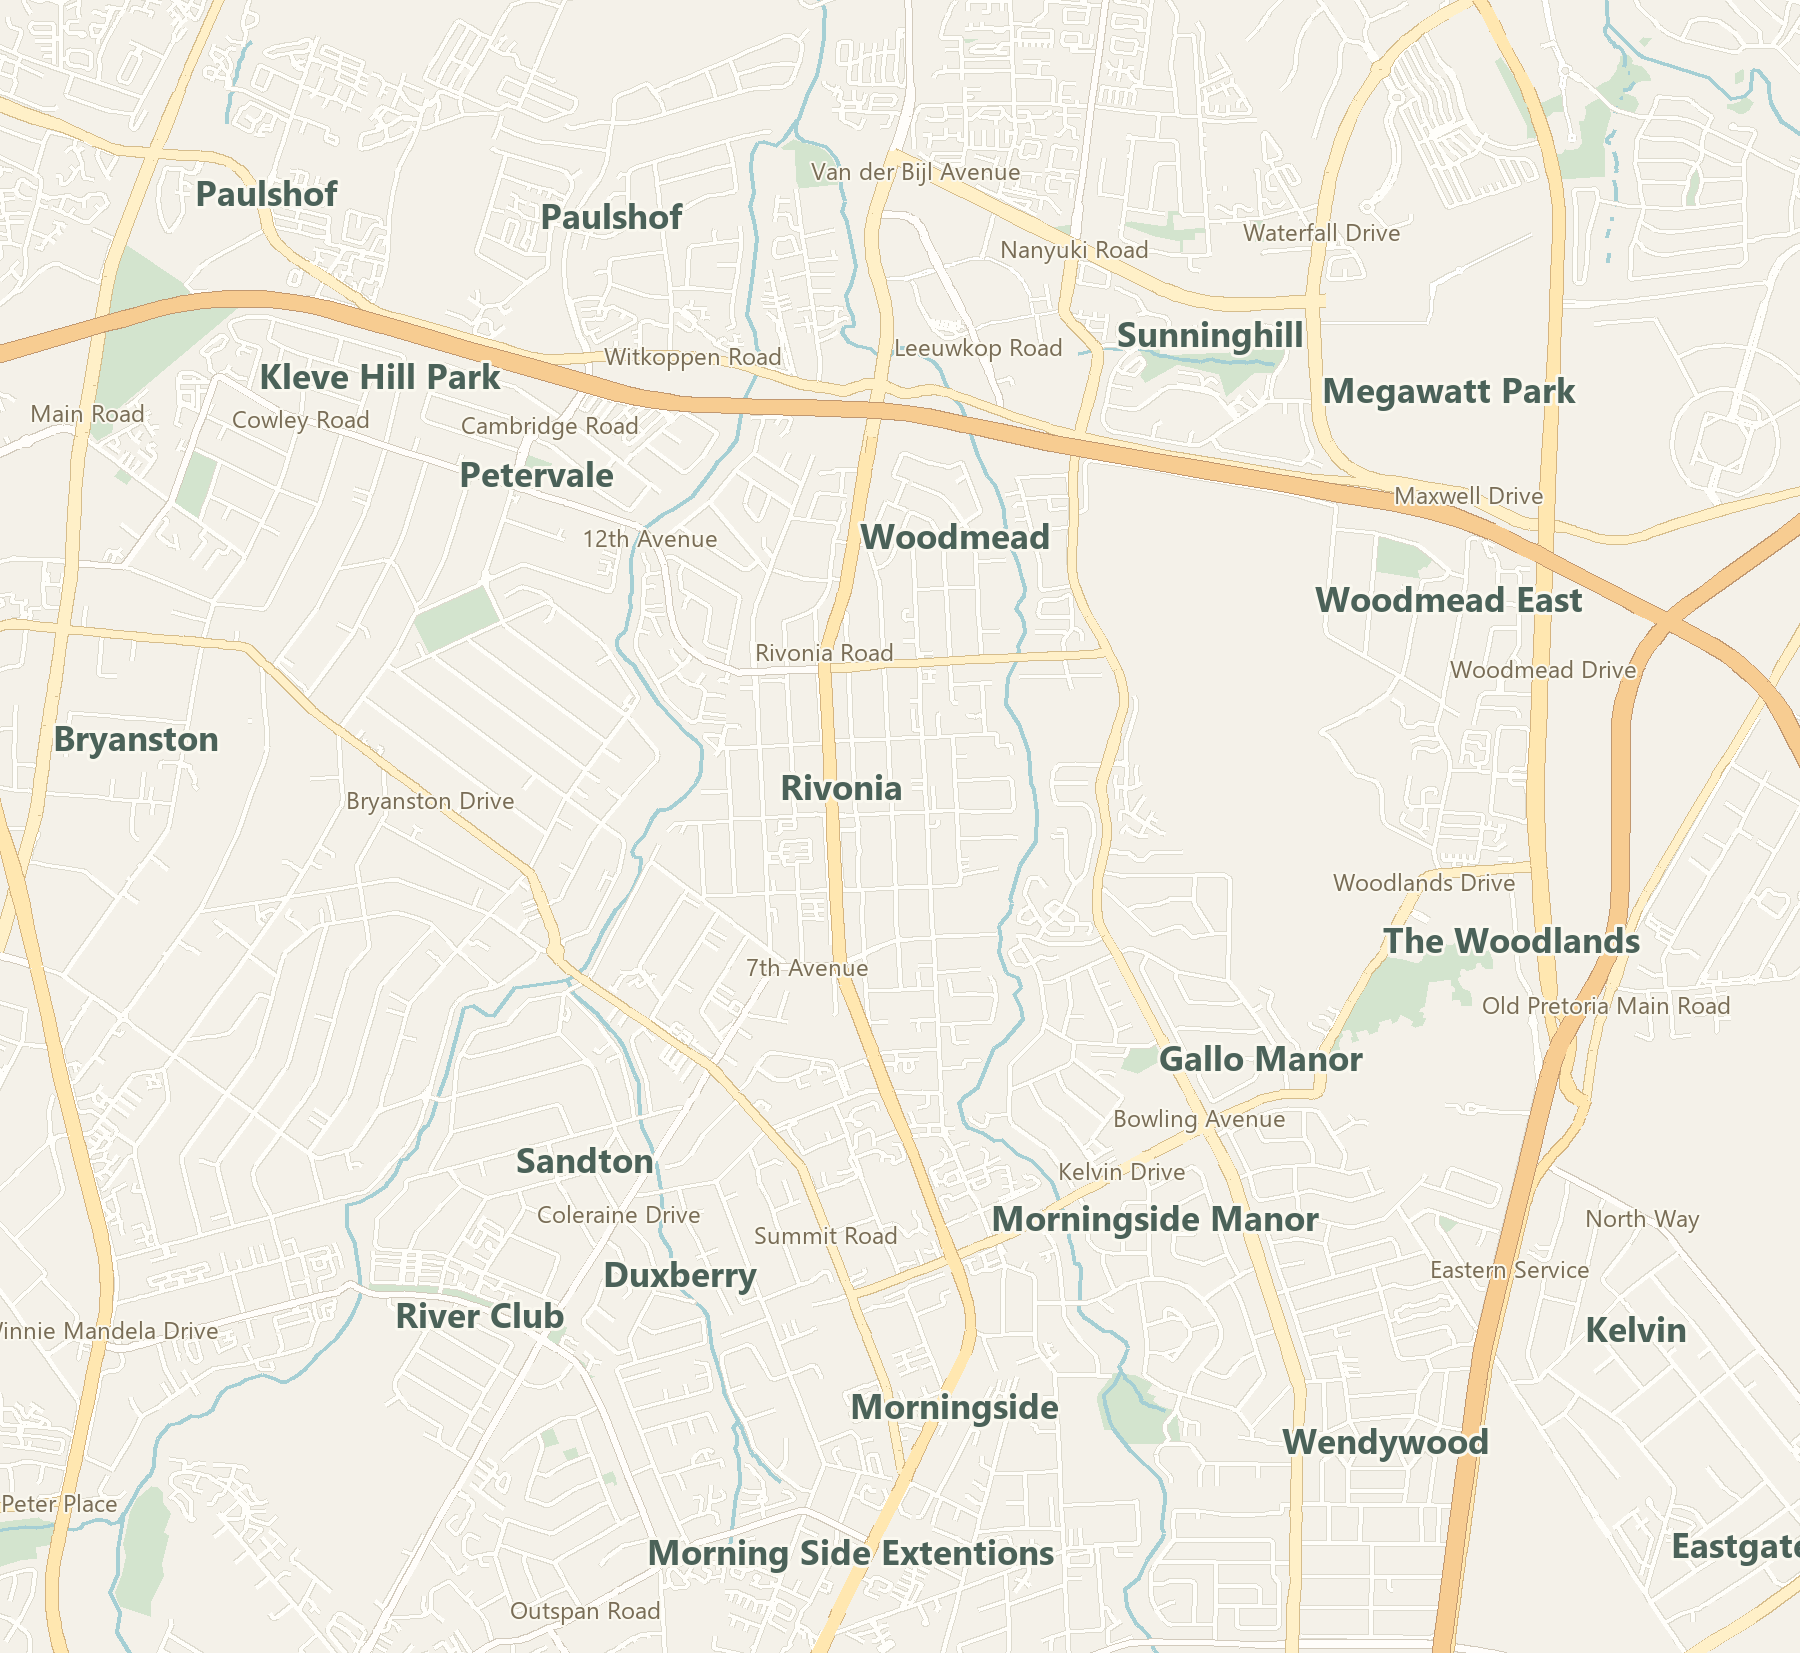 Van der Bijl Avenue
Paulshof
Paulshof
Waterfall Drive
Nanyuki Road
Sunninghill
Leeuwkop Road
Witkoppen Road
Kleve Hill Park
Megawatt Park
Main Road
Cowley Road
Cambridge Road
Petervale
Maxwell Drive
12th Avenue
Woodmead
Woodmead East
Rivonia Road
Woodmead Drive
Bryanston
Rivonia
Bryanston Drive
Woodlands Drive
The Woodlands
7th Avenue
Old Pretoria Main Road
Gallo Manor
Bowling Avenue
Sandton
Kelvin Drive
Coleraine Drive
Morningside Manor
North Way
Summit Road
Eastern Service
Duxberry
River Club
Winnie Mandela Drive
Kelvin
Morningside
Wendywood
Peter Place
Morning Side Extentions
Eastgate
Outspan Road